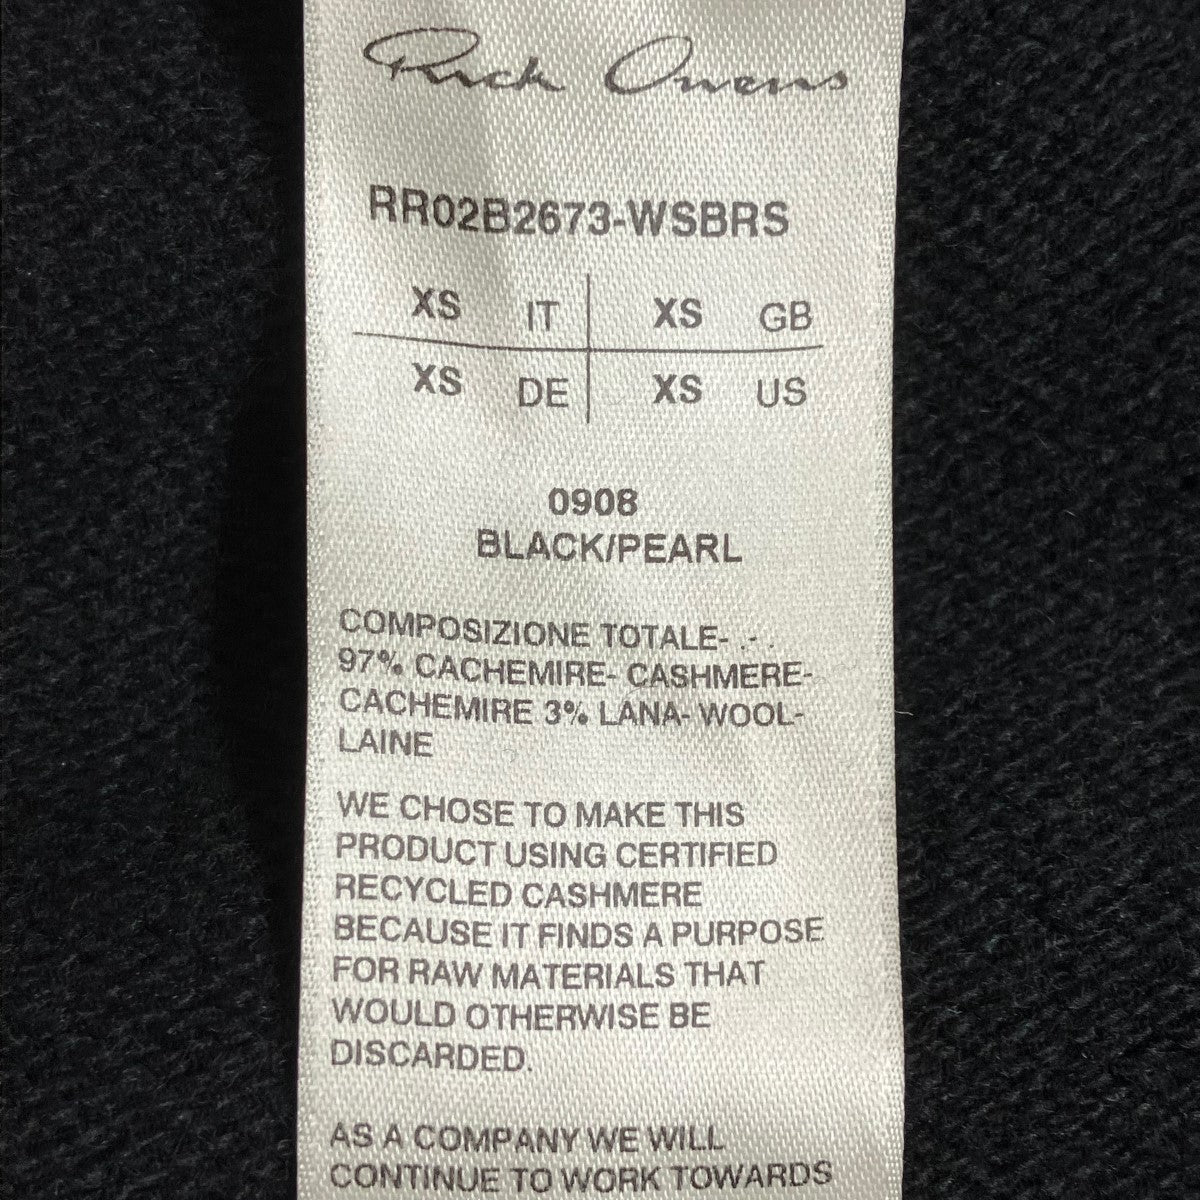 Rick Owens
RR02B2673-WSBRS
XS IT XS GB
XS DE XS US
0908
BLACK/PEARL
COMPOSIZIONE TOTALE- .-.
97% CACHEMIRE- CASHMERE-
CACHEMIRE 3% LANA- WOOL-
LAINE
WE CHOSE TO MAKE THIS
PRODUCT USING CERTIFIED
RECYCLED CASHMERE
BECAUSE IT FINDS A PURPOSE
FOR RAW MATERIALS THAT
WOULD OTHERWISE BE
DISCARDED.
AS A COMPANY WE WILL
CONTINUE TO WORK TOWARDS